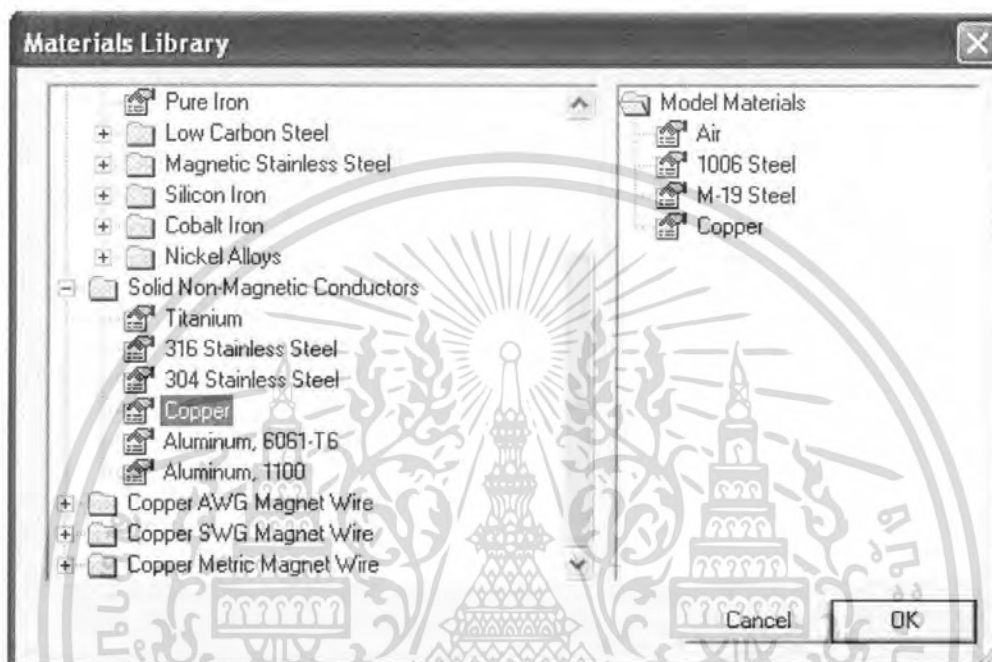 Materials Library
Pure Iron
Low Carbon Steel
Magnetic Stainless Steel
Silicon Iron
Cobalt Iron
Nickel Alloys
Solid Non-Magnetic Conductors
Titanium
316 Stainless Steel
304 Stainless Steel
Copper
Aluminum, 6061-T6
Aluminum, 1100
Copper AWG Magnet Wire
Copper SWG Magnet Wire
Copper Metric Magnet Wire
Model Materials
Air
1006 Steel
M-19 Steel
Copper
Cancel
OK